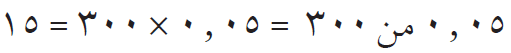 ٠,٠٥ من ٣٠٠ = ٠,٠٥ × ٣٠٠ = ١٥